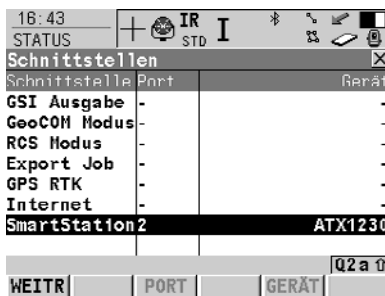 16:43 IR
STATUS STD I
Schnittstellen X
Schnittstelle Port Gerät
GSI Ausgabe - -
GeoCOM Modus - -
RCS Modus - -
Export Job - -
GPS RTK - -
Internet - -
SmartStation 2 ATX1230
Q2a⇧
WEITR PORT GERÄT